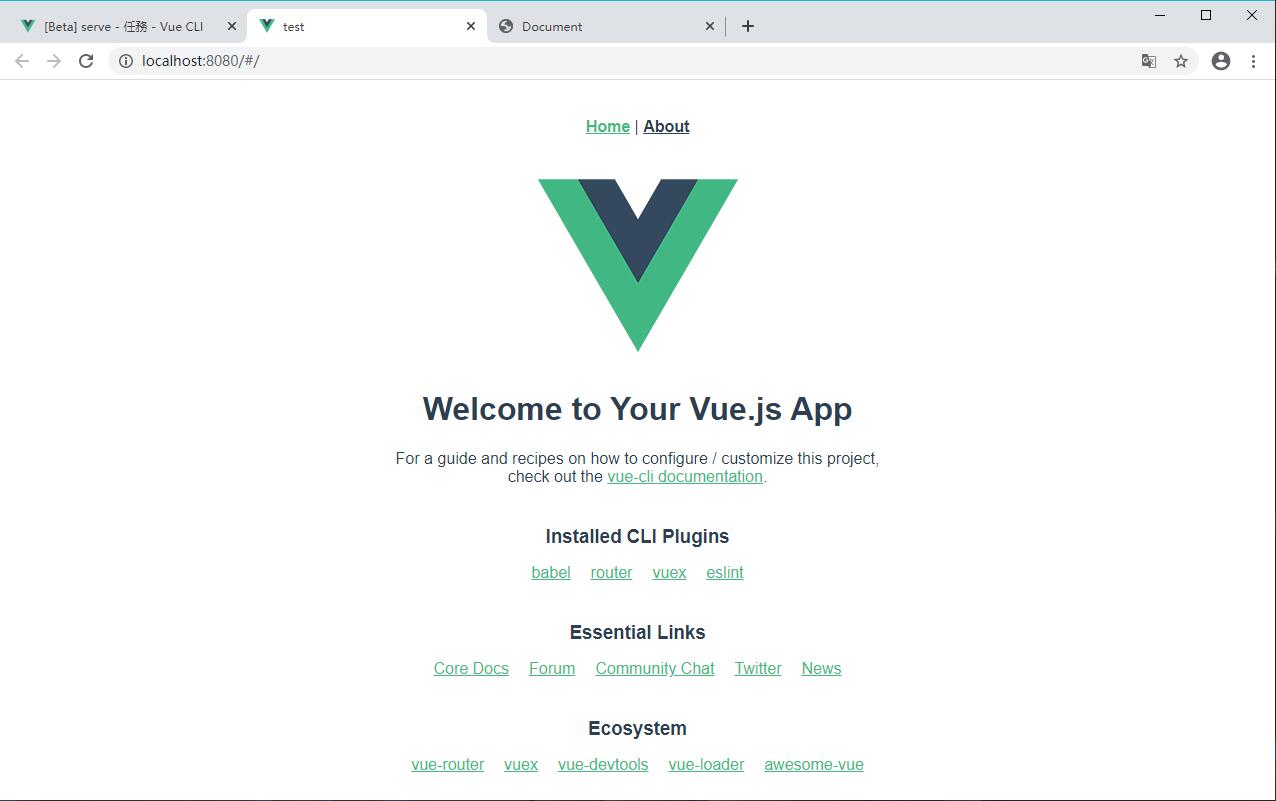 [Beta] serve - 任務 - Vue CLI
test
Document
localhost:8080/#/
Home | About
Welcome to Your Vue.js App
For a guide and recipes on how to configure / customize this project,
check out the vue-cli documentation.
Installed CLI Plugins
babel router vuex eslint
Essential Links
Core Docs Forum Community Chat Twitter News
Ecosystem
vue-router vuex vue-devtools vue-loader awesome-vue